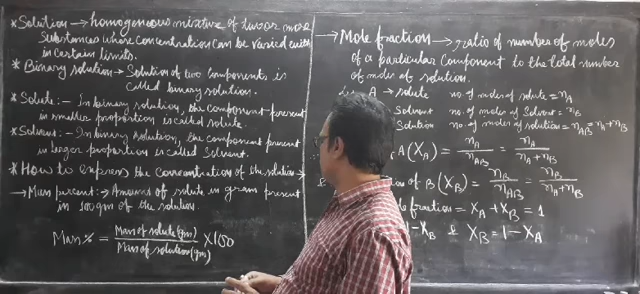 * Solution → homogeneous mixture of two or more
substances whose concentration can be varied with
in certain limits.
* Binary solution → Solution of two components is
called binary solution.
* Solute :- In binary solution, the component present
in smaller proportion is called solute.
* Solvent :- In binary solution, the component present
in larger proportion is called Solvent.
* How to express the concentration of the solution →
→ Mass percent :- Amount of solute in gram present
in 100 gm of the solution.
Mass % = Mass of solute (gm) / Mass of solution (gm) × 100
→ Mole fraction → ratio of number of moles
of a particular component to the total number
of moles of solution.
A → solute no. of moles of solute = nA
Solvent no. of moles of Solvent = nB
Solution no. of moles of solution = nAB = nA + nB
A (XA) = nA / nAB = nA / nA + nB
of B (XB) = nB / nAB = nB / nA + nB
fraction = XA + XB = 1
1 - XB & XB = 1 - XA